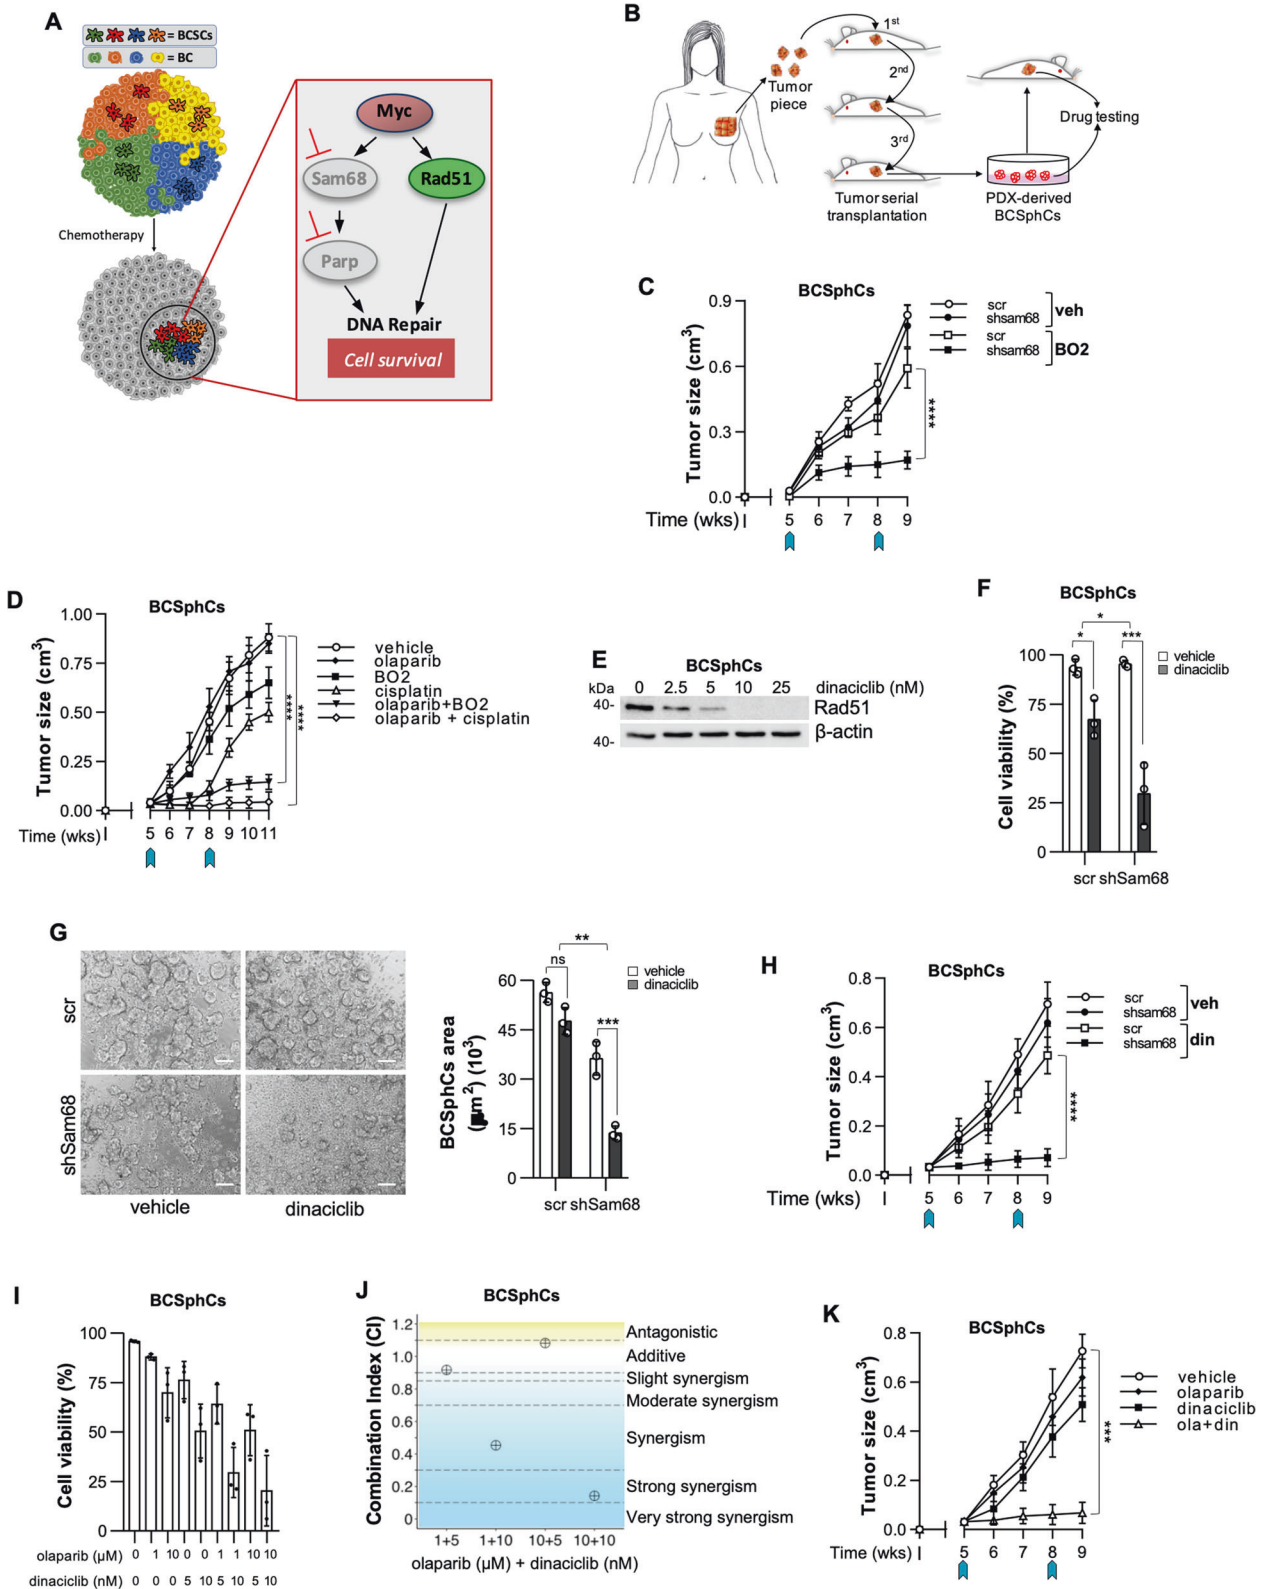 A
= BCSCs
= BC
Chemotherapy
Myc
Sam68
Rad51
Parp
DNA Repair
Cell survival
B
Tumor
piece
1st
2nd
3rd
Tumor serial
transplantation
PDX-derived
BCSphCs
Drug testing
C
BCSphCs
Tumor size (cm3)
0.9
0.6
0.3
0.0
Time (wks) 5 6 7 8 9
scr
shsam68
veh
scr
shsam68
BO2
****
D
BCSphCs
Tumor size (cm3)
1.00
0.75
0.50
0.25
0.00
Time (wks) 5 6 7 8 9 10 11
vehicle
olaparib
BO2
cisplatin
olaparib+BO2
olaparib + cisplatin
****
****
E
BCSphCs
kDa 0 2.5 5 10 25 dinaciclib (nM)
40- Rad51
40- β-actin
F
BCSphCs
Cell viability (%)
100
75
50
25
0
scr shSam68
* * ***
vehicle
dinaciclib
G
scr
shSam68
vehicle dinaciclib
BCSphCs area
m2) (103)
60
45
30
15
0
scr shSam68
ns ** ***
vehicle
dinaciclib
H
BCSphCs
Tumor size (cm3)
0.8
0.6
0.4
0.2
0.0
Time (wks) 5 6 7 8 9
scr
shsam68
veh
scr
shsam68
din
****
I
BCSphCs
Cell viability (%)
100
75
50
25
0
olaparib (µM) 0 1 10 0 0 1 1 10 10
dinaciclib (nM) 0 0 0 5 10 5 10 5 10
J
BCSphCs
Combination Index (CI)
1.2
1.0
0.8
0.6
0.4
0.2
0
Antagonistic
Additive
Slight synergism
Moderate synergism
Synergism
Strong synergism
Very strong synergism
1+5 1+10 10+5 10+10
olaparib (µM) + dinaciclib (nM)
K
BCSphCs
Tumor size (cm3)
0.8
0.6
0.4
0.2
0.0
Time (wks) 5 6 7 8 9
vehicle
olaparib
dinaciclib
ola+din
***